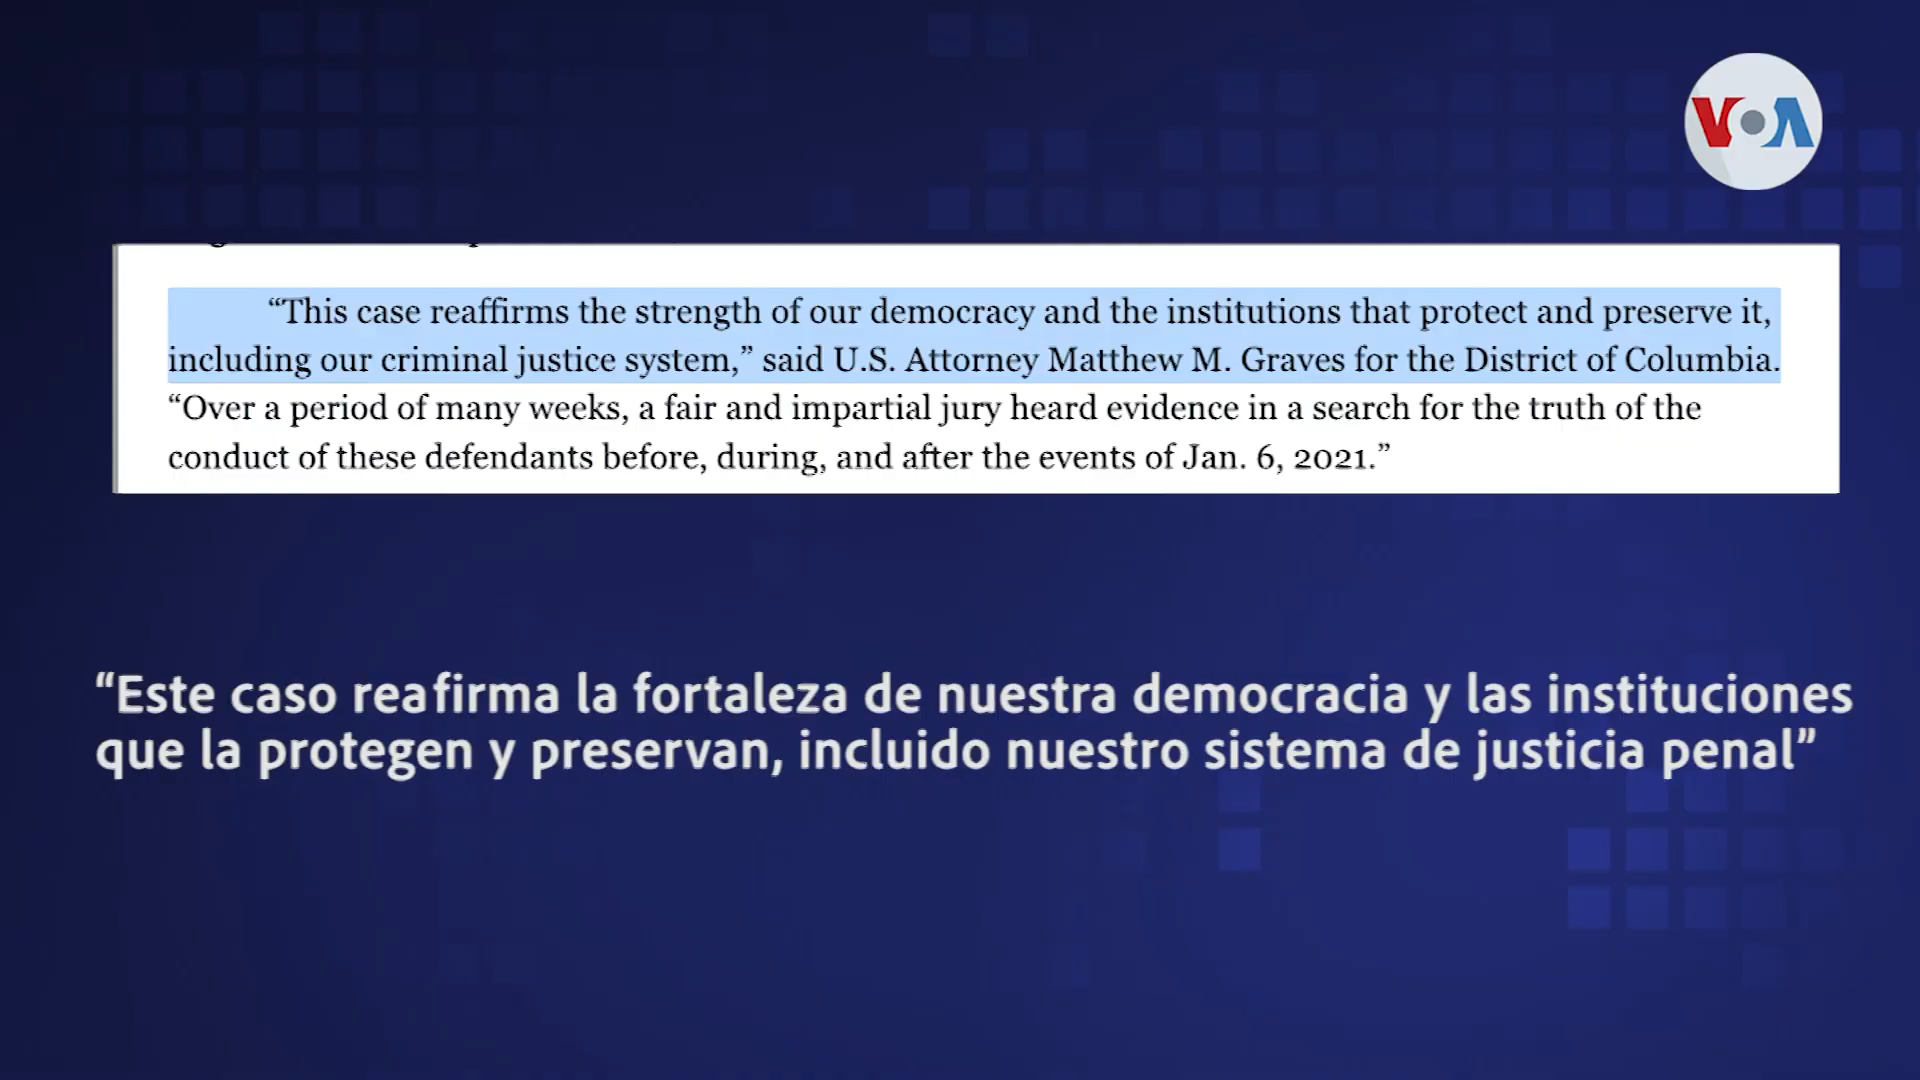 VOA
“This case reaffirms the strength of our democracy and the institutions that protect and preserve it,
including our criminal justice system,” said U.S. Attorney Matthew M. Graves for the District of Columbia.
“Over a period of many weeks, a fair and impartial jury heard evidence in a search for the truth of the
conduct of these defendants before, during, and after the events of Jan. 6, 2021.”
“Este caso reafirma la fortaleza de nuestra democracia y las instituciones
que la protegen y preservan, incluido nuestro sistema de justicia penal”